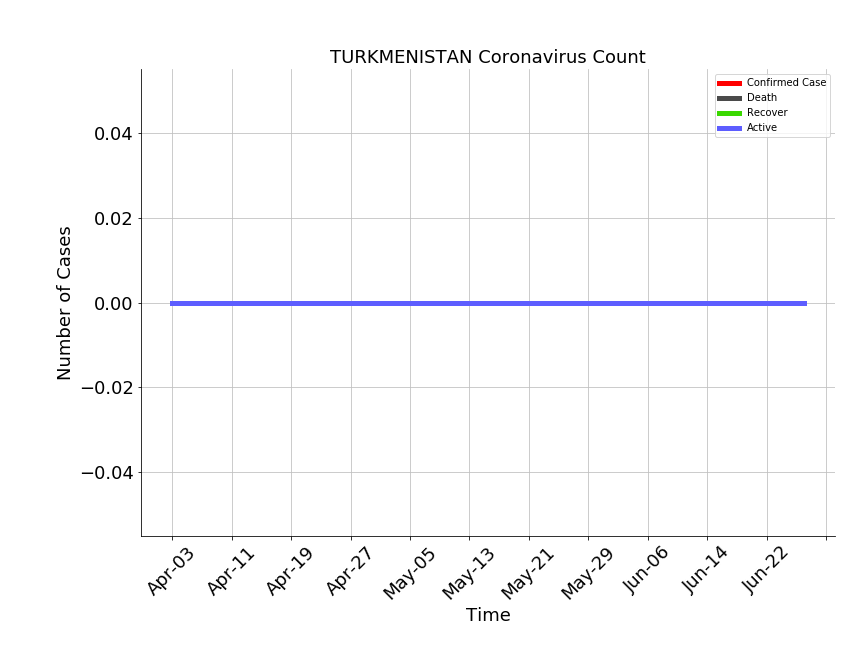 TURKMENISTAN Coronavirus Count
Confirmed Case
Death
Recover
Active
Number of Cases
0.04
0.02
0.00
−0.02
−0.04
Apr-03
Apr-11
Apr-19
Apr-27
May-05
May-13
May-21
May-29
Jun-06
Jun-14
Jun-22
Time